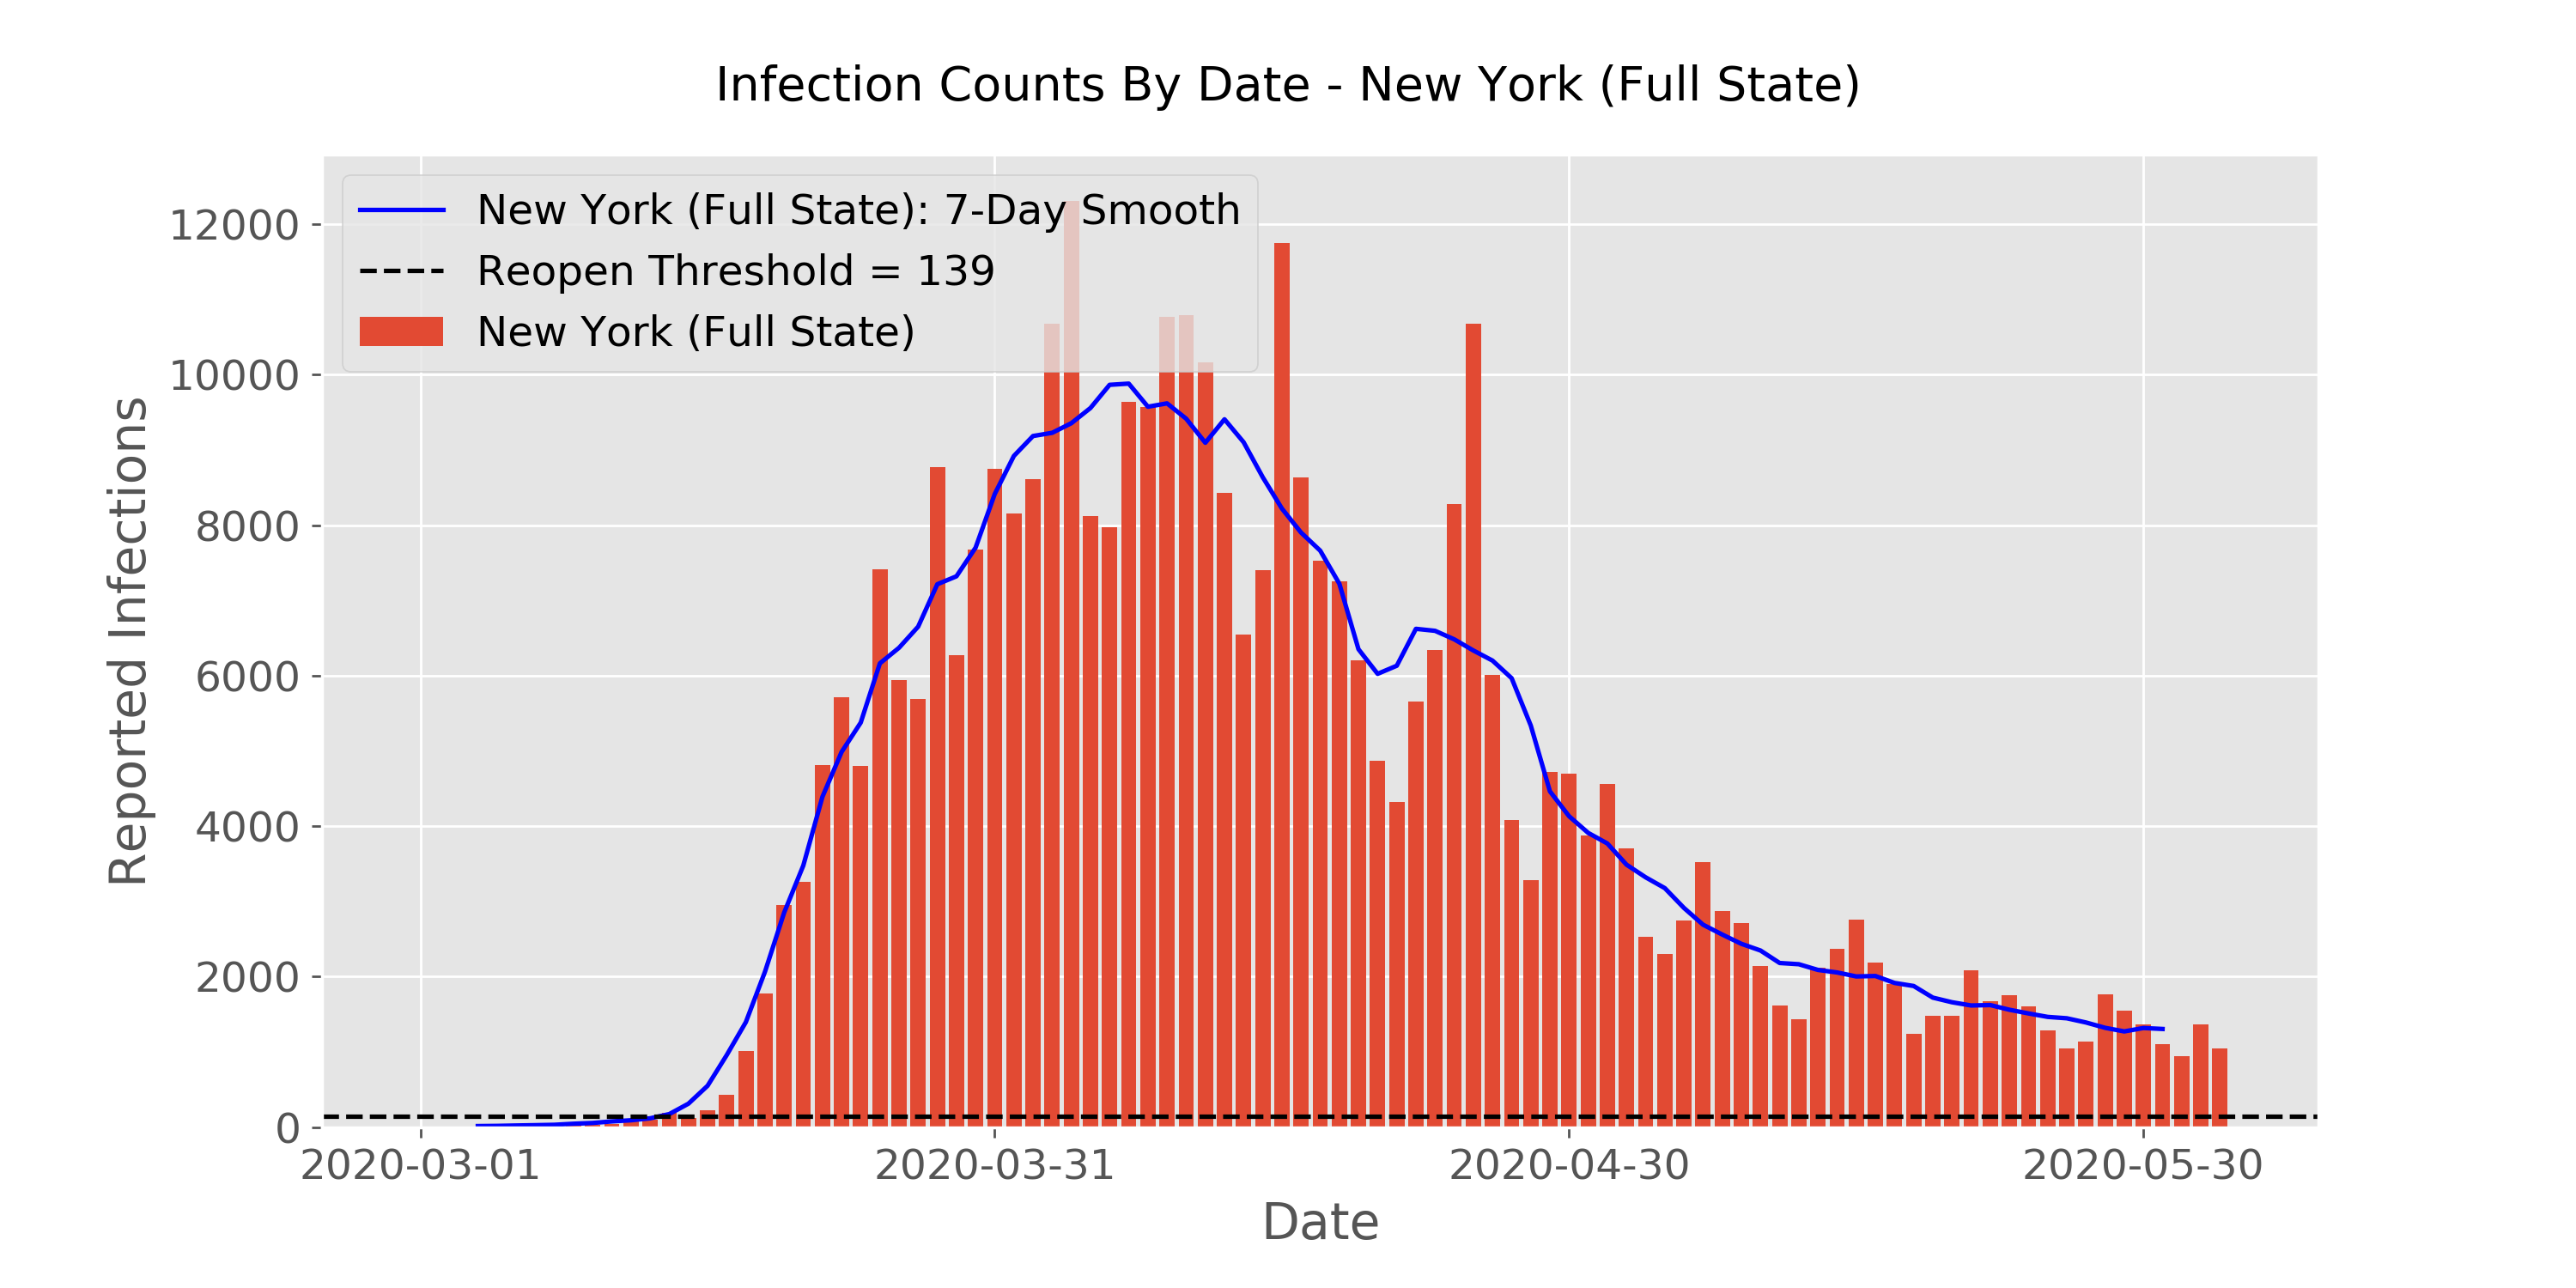 Infection Counts By Date - New York (Full State)
New York (Full State): 7-Day Smooth
Reopen Threshold = 139
New York (Full State)
12000
10000
8000
6000
4000
2000
0
Reported Infections
2020-03-01 2020-03-31 2020-04-30 2020-05-30
Date